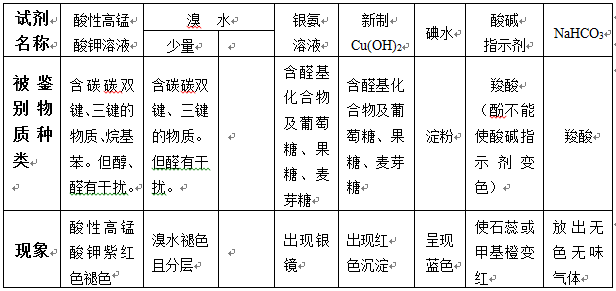 试剂
名称
酸性高锰
酸钾溶液
溴 水
少量
银氨
溶液
新制
Cu(OH)₂
碘水
酸碱
指示剂
NaHCO₃
被 鉴
别 物
质 种
类
含碳碳双
键、三键的
物质、烷基
苯。但醇、
醛有干扰。
含碳碳双
键、三键
的物质。
但醛有干
扰。
含醛基
化合物
及葡萄
糖、果
糖、麦
芽糖
含醛基化
合物及葡
萄糖、果
糖、麦芽
糖
淀粉
羧酸
（酚不能
使酸碱指
示剂变
色）
羧酸
现象
酸性高锰
酸钾紫红
色褪色
溴水褪色
且分层
出现银
镜
出现红
色沉淀
呈现
蓝色
使石蕊或
甲基橙变
红
放出无
色无味
气体